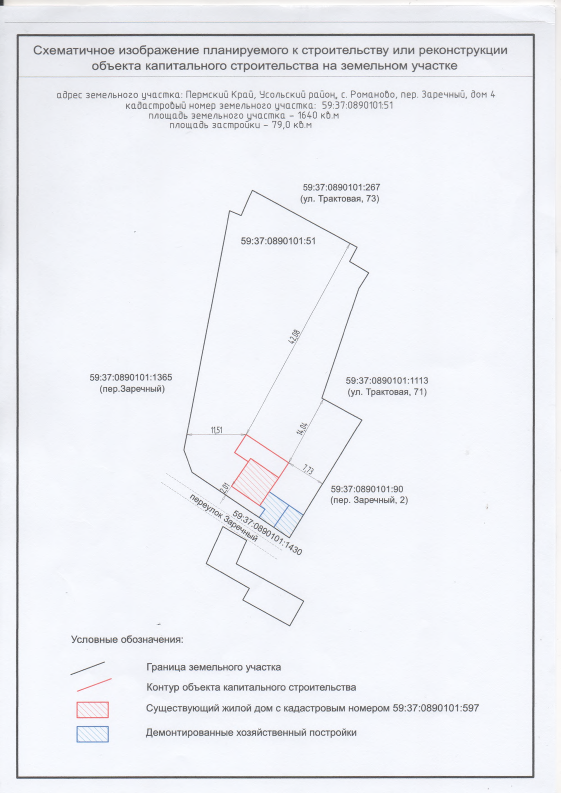 Схематичное изображение планируемого к строительству или реконструкции
объекта капитального строительства на земельном участке
адрес земельного участка: Пермский Край, Усольский район, с. Романово, пер. Заречный, дом 4
кадастровый номер земельного участка: 59:37:0890101:51
площадь земельного участка – 1640 кв.м
площадь застройки – 79,0 кв.м
59:37:0890101:267
(ул. Трактовая, 73)
59:37:0890101:51
42,08
59:37:0890101:1365
(пер.Заречный)
59:37:0890101:1113
(ул. Трактовая, 71)
11,51
14,04
7,73
59:37:0890101:90
(пер. Заречный, 2)
переулок Заречный
59:37:0890101:1430
Условные обозначения:
Граница земельного участка
Контур объекта капитального строительства
Существующий жилой дом с кадастровым номером 59:37:0890101:597
Демонтированные хозяйственный постройки